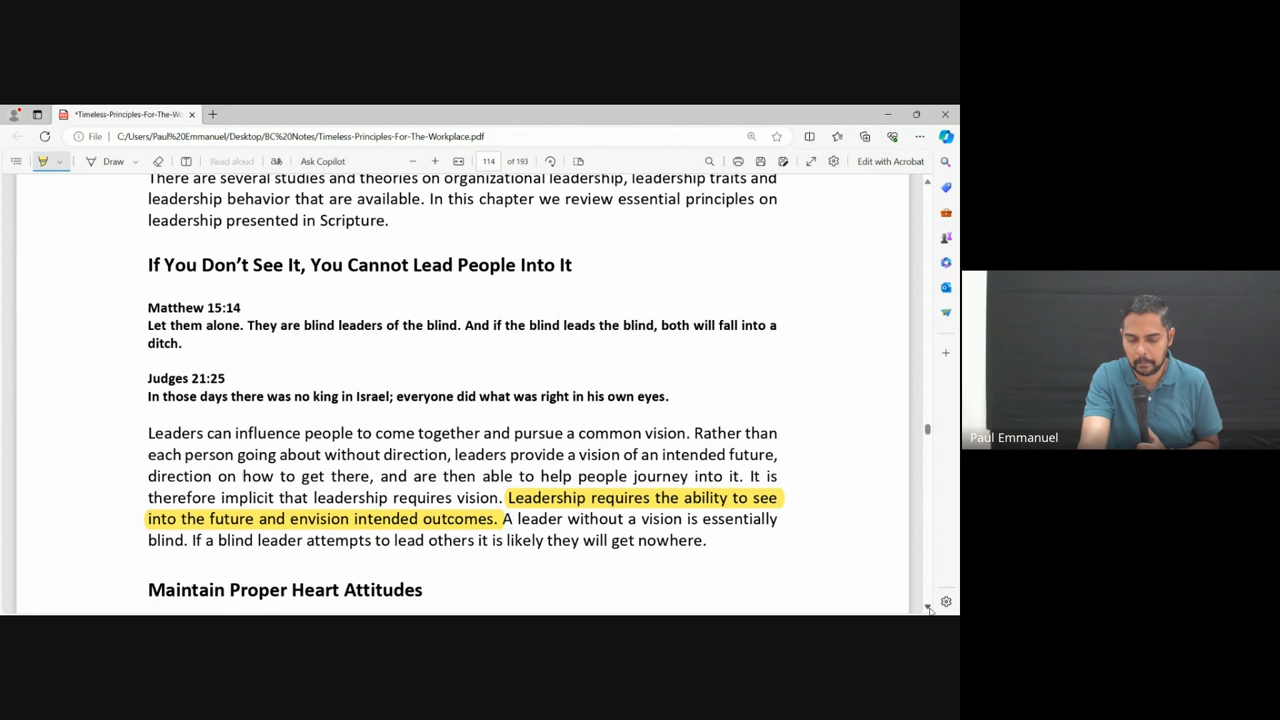 *Timeless-Principles-For-The-Wo
File
C:/Users/Paul%20Emmanuel/Desktop/BC%20Notes/Timeless-Principles-For-The-Workplace.pdf
Draw
Read aloud
Ask Copilot
114 of 193
Edit with Acrobat
There are several studies and theories on organizational leadership, leadership traits and
leadership behavior that are available. In this chapter we review essential principles on
leadership presented in Scripture.
If You Don’t See It, You Cannot Lead People Into It
Matthew 15:14
Let them alone. They are blind leaders of the blind. And if the blind leads the blind, both will fall into a
ditch.
Judges 21:25
In those days there was no king in Israel; everyone did what was right in his own eyes.
Leaders can influence people to come together and pursue a common vision. Rather than
each person going about without direction, leaders provide a vision of an intended future,
direction on how to get there, and are then able to help people journey into it. It is
therefore implicit that leadership requires vision. Leadership requires the ability to see
into the future and envision intended outcomes. A leader without a vision is essentially
blind. If a blind leader attempts to lead others it is likely they will get nowhere.
Maintain Proper Heart Attitudes
Paul Emmanuel